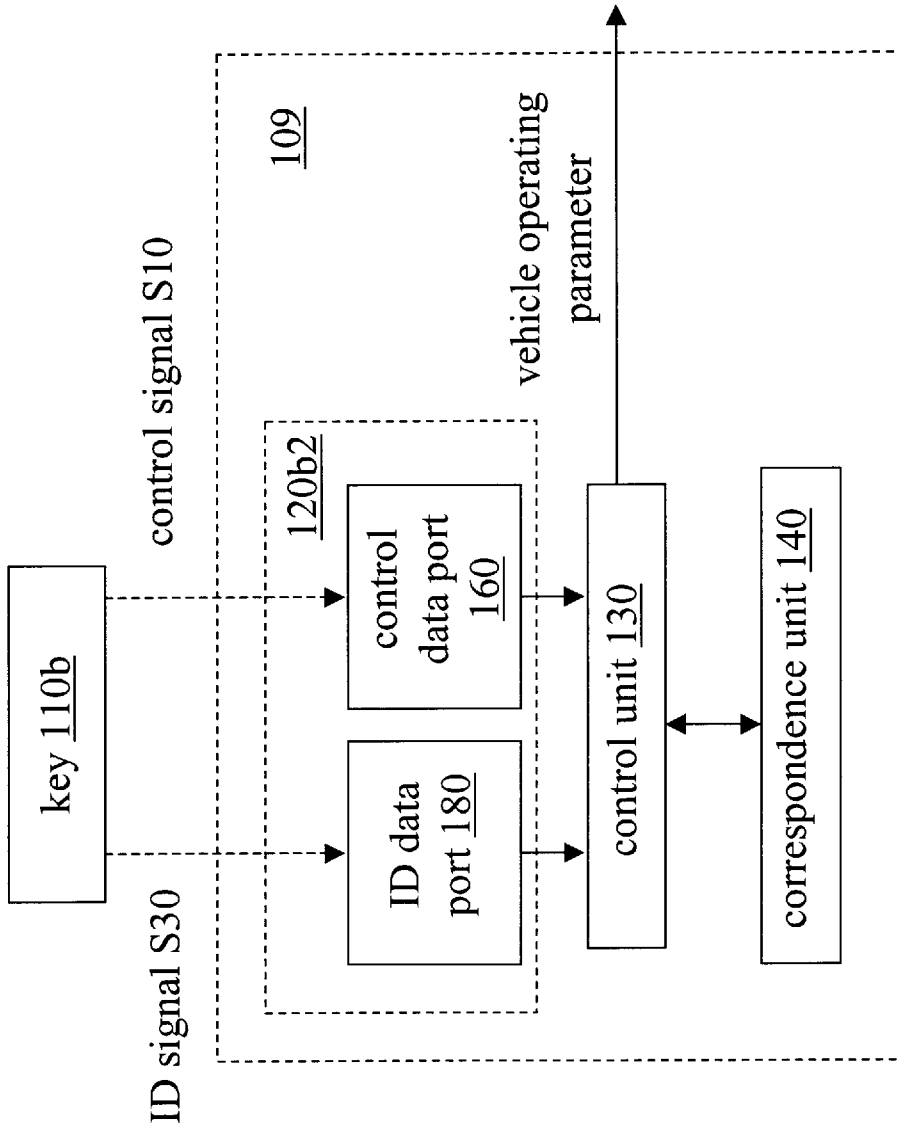 key 110b
ID signal S30
control signal S10
109
120b2
ID data
port 180
control
data port
160
vehicle operating
parameter
control unit 130
correspondence unit 140